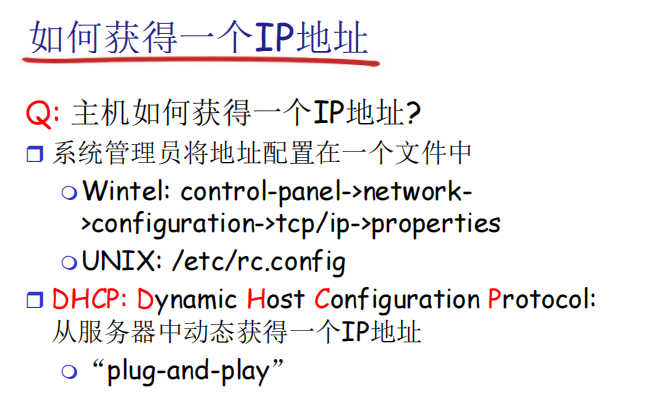 如何获得一个IP地址
Q: 主机如何获得一个IP地址?
系统管理员将地址配置在一个文件中
Wintel: control-panel->network-
>configuration->tcp/ip->properties
UNIX: /etc/rc.config
DHCP: Dynamic Host Configuration Protocol:
从服务器中动态获得一个IP地址
“plug-and-play”